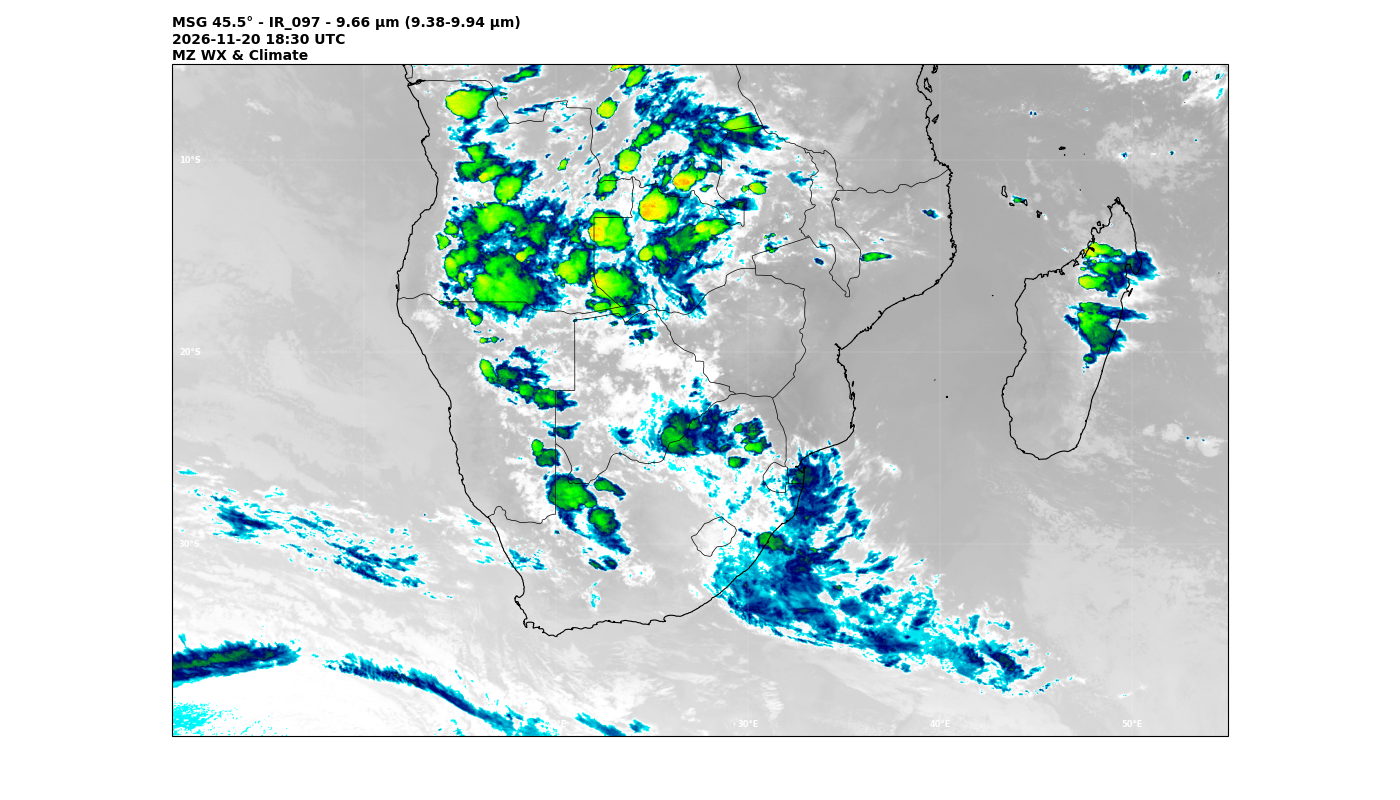 MSG 45.5° - IR_097 - 9.66 µm (9.38-9.94 µm)
2026-11-20 18:30 UTC
MZ WX & Climate
10°S
20°S
30°S
30°E
40°E
50°E